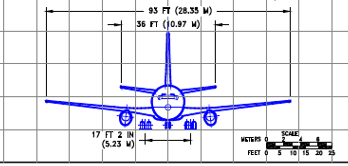 93 FT (28.35 M)
36 FT (10.97 M)
17 FT 2 IN
(5.23 M)
SCALE
METERS 0 2 4 6
FEET 0 5 10 15 20 25